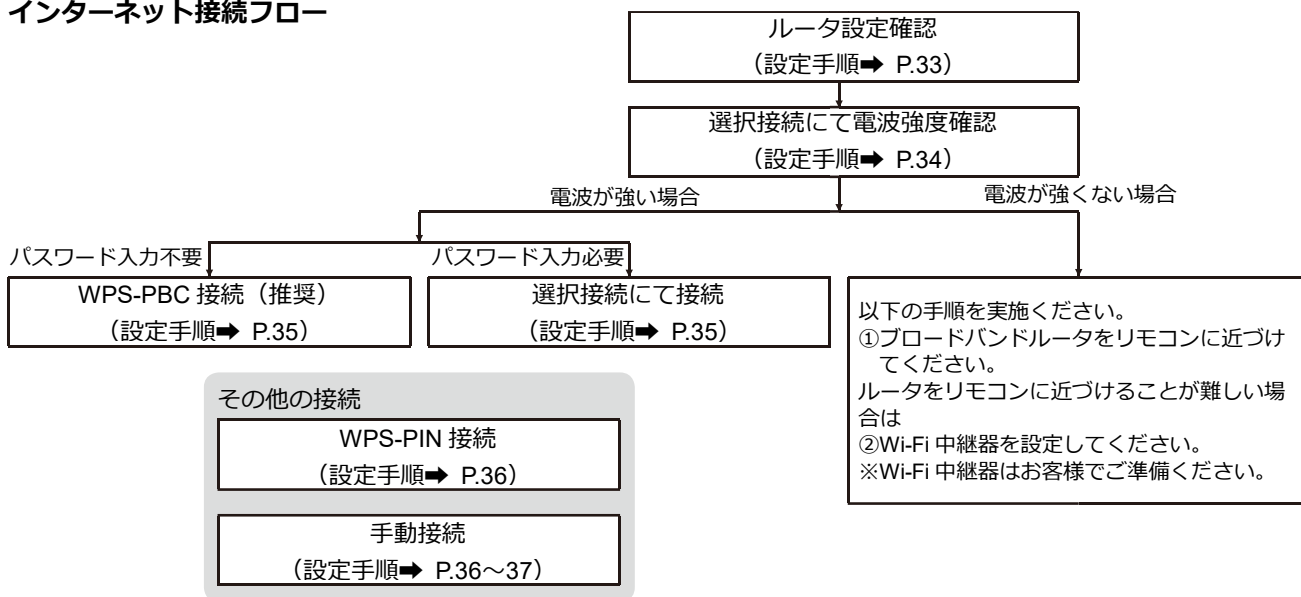 インターネット接続フロー
ルータ設定確認
（設定手順➡ P.33）
選択接続にて電波強度確認
（設定手順➡ P.34）
電波が強い場合
電波が強くない場合
パスワード入力不要
パスワード入力必要
WPS-PBC 接続（推奨）
（設定手順➡ P.35）
選択接続にて接続
（設定手順➡ P.35）
以下の手順を実施ください。
①ブロードバンドルータをリモコンに近づけ
てください。
ルータをリモコンに近づけることが難しい場
合は
②Wi-Fi 中継器を設定してください。
※Wi-Fi 中継器はお客様でご準備ください。
その他の接続
WPS-PIN 接続
（設定手順➡ P.36）
手動接続
（設定手順➡ P.36～37）